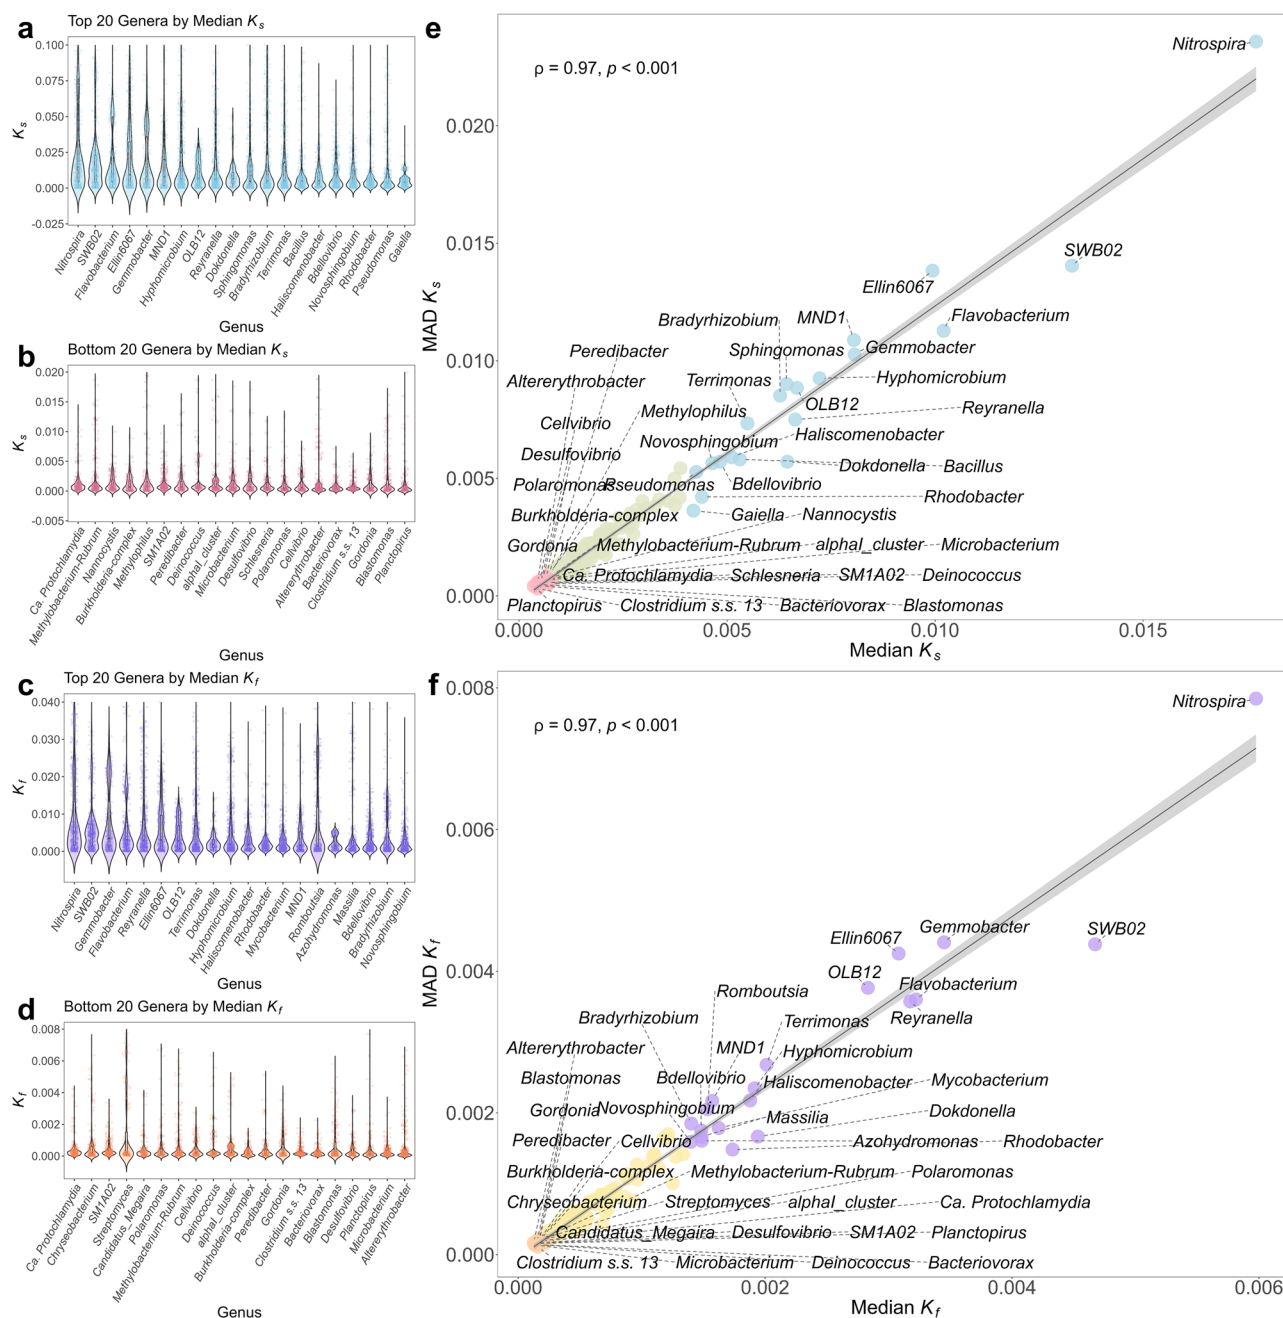 a
Top 20 Genera by Median Ks
Ks
0.100
0.075
0.050
0.025
0.000
-0.025
Nitrospira
SWB02
Flavobacterium
Ellin6067
Gemmobacter
MND1
Hyphomicrobium
OLB12
Reyranella
Dokdonella
Sphingomonas
Bradyrhizobium
Terrimonas
Bacillus
Haliscomenobacter
Bdellovibrio
Novosphingobium
Rhodobacter
Pseudomonas
Gaiella
Genus
b
Bottom 20 Genera by Median Ks
Ks
0.020
0.015
0.010
0.005
0.000
-0.005
Ca. Protochlamydia
Methylobacterium-Rubrum
Nannocystis
Burkholderia-complex
Methylophilus
SM1A02
Peredibacter
Deinococcus
alphal_cluster
Microbacterium
Desulfovibrio
Schlesneria
Polaromonas
Cellvibrio
Altererythrobacter
Bacteriovorax
Clostridium s.s. 13
Gordonia
Blastomonas
Planctopirus
Genus
c
Top 20 Genera by Median Kf
Kf
0.040
0.030
0.020
0.010
0.000
Nitrospira
SWB02
Gemmobacter
Flavobacterium
Reyranella
Ellin6067
OLB12
Terrimonas
Dokdonella
Hyphomicrobium
Haliscomenobacter
Rhodobacter
Mycobacterium
MND1
Romboutsia
Azohydromonas
Massilia
Bdellovibrio
Bradyrhizobium
Novosphingobium
Genus
d
Bottom 20 Genera by Median Kf
Kf
0.008
0.006
0.004
0.002
0.000
Ca. Protochlamydia
Chryseobacterium
SM1A02
Streptomyces
Candidatus_Megaira
Polaromonas
Methylobacterium-Rubrum
Cellvibrio
Deinococcus
alphal_cluster
Burkholderia-complex
Peredibacter
Gordonia
Clostridium s.s. 13
Bacteriovorax
Blastomonas
Desulfovibrio
Planctopirus
Microbacterium
Altererythrobacter
Genus
e
ρ = 0.97, p < 0.001
MAD Ks
0.020
0.015
0.010
0.005
0.000
Nitrospira
SWB02
Ellin6067
Flavobacterium
Bradyrhizobium
MND1
Peredibacter
Sphingomonas
Gemmobacter
Altererythrobacter
Terrimonas
Hyphomicrobium
Cellvibrio
Methylophilus
OLB12
Reyranella
Desulfovibrio
Novosphingobium
Haliscomenobacter
Dokdonella
Bacillus
Polaromonas
Pseudomonas
Bdellovibrio
Rhodobacter
Burkholderia-complex
Gaiella
Nannocystis
Gordonia
Methylobacterium-Rubrum
alphal_cluster
Microbacterium
Ca. Protochlamydia
Schlesneria
SM1A02
Deinococcus
Planctopirus
Clostridium s.s. 13
Bacteriovorax
Blastomonas
0.000
0.005
0.010
0.015
Median Ks
f
ρ = 0.97, p < 0.001
MAD Kf
0.008
0.006
0.004
0.002
0.000
Nitrospira
Ellin6067
Gemmobacter
SWB02
OLB12
Flavobacterium
Romboutsia
Reyranella
Bradyrhizobium
Terrimonas
Altererythrobacter
MND1
Hyphomicrobium
Blastomonas
Bdellovibrio
Haliscomenobacter
Mycobacterium
Gordonia
Novosphingobium
Massilia
Dokdonella
Peredibacter
Cellvibrio
Azohydromonas
Rhodobacter
Burkholderia-complex
Methylobacterium-Rubrum
Polaromonas
Chryseobacterium
Streptomyces
alphal_cluster
Ca. Protochlamydia
Candidatus_Megaira
Desulfovibrio
SM1A02
Planctopirus
Clostridium s.s. 13
Microbacterium
Deinococcus
Bacteriovorax
0.000
0.002
0.004
0.006
Median Kf